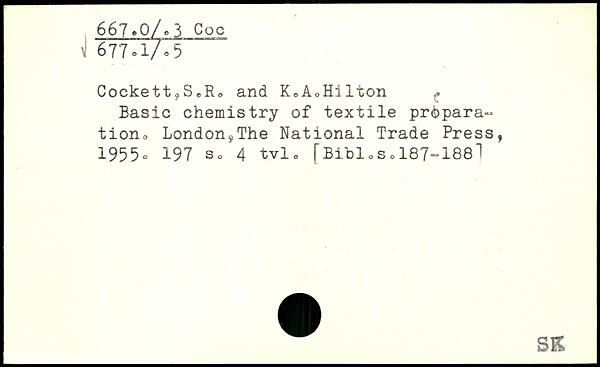 667.0/.3 Coc
√ 677.1/.5
Cockett,S.R. and K.A.Hilton
Basic chemistry of textile prepara-
tion. London,The National Trade Press,
1955. 197 s. 4 tvl. [Bibl.s.187-188]
SK